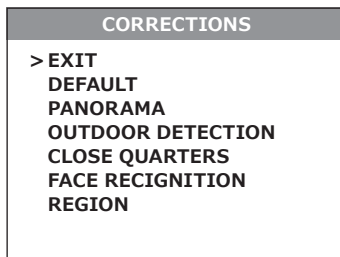 CORRECTIONS
> EXIT
DEFAULT
PANORAMA
OUTDOOR DETECTION
CLOSE QUARTERS
FACE RECIGNITION
REGION